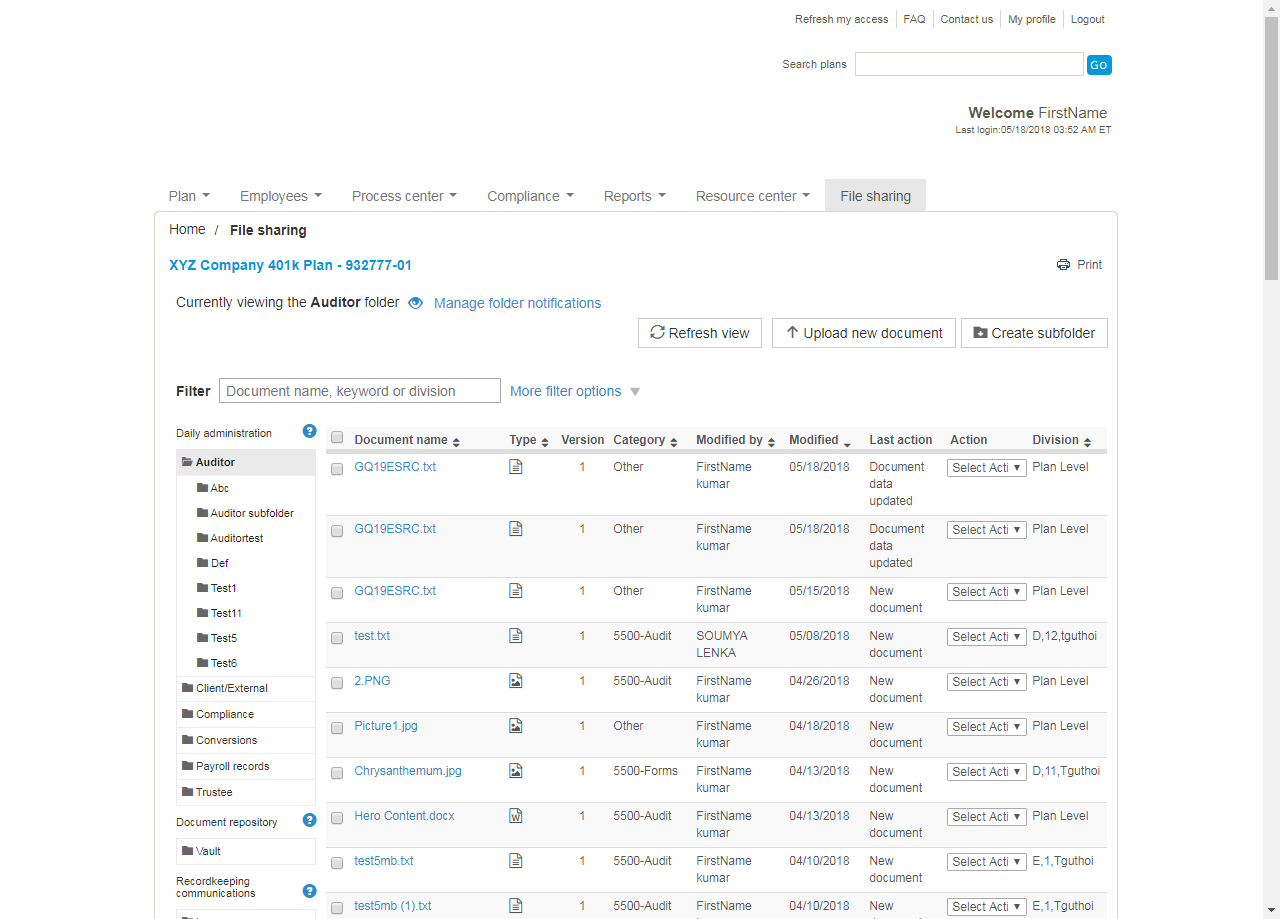 Refresh my access FAQ Contact us My profile Logout
Search plans Go
Welcome FirstName
Last login:05/18/2018 03:52 AM ET
Plan Employees Process center Compliance Reports Resource center File sharing
Home / File sharing
XYZ Company 401k Plan - 932777-01
Print
Currently viewing the Auditor folder Manage folder notifications
Refresh view Upload new document Create subfolder
Filter Document name, keyword or division More filter options
Daily administration ?
Auditor
Abc
Auditor subfolder
Auditortest
Def
Test1
Test11
Test5
Test6
Client/External
Compliance
Conversions
Payroll records
Trustee
Document repository ?
Vault
Recordkeeping
communications ?
Document name Type Version Category Modified by Modified Last action Action Division
GQ19ESRC.txt 1 Other FirstName 05/18/2018 Document Select Acti Plan Level
kumar data
updated
GQ19ESRC.txt 1 Other FirstName 05/18/2018 Document Select Acti Plan Level
kumar data
updated
GQ19ESRC.txt 1 Other FirstName 05/15/2018 New Select Acti Plan Level
kumar document
test.txt 1 5500-Audit SOUMYA 05/08/2018 New Select Acti D,12,tguthoi
LENKA document
2.PNG 1 5500-Audit FirstName 04/26/2018 New Select Acti Plan Level
kumar document
Picture1.jpg 1 Other FirstName 04/18/2018 New Select Acti Plan Level
kumar document
Chrysanthemum.jpg 1 5500-Forms FirstName 04/13/2018 New Select Acti D,11,Tguthoi
kumar document
Hero Content.docx W 1 5500-Audit FirstName 04/13/2018 New Select Acti Plan Level
kumar document
test5mb.txt 1 5500-Audit FirstName 04/10/2018 New Select Acti E,1,Tguthoi
kumar document
test5mb (1).txt 1 5500-Audit FirstName 04/10/2018 New Select Acti E,1,Tguthoi